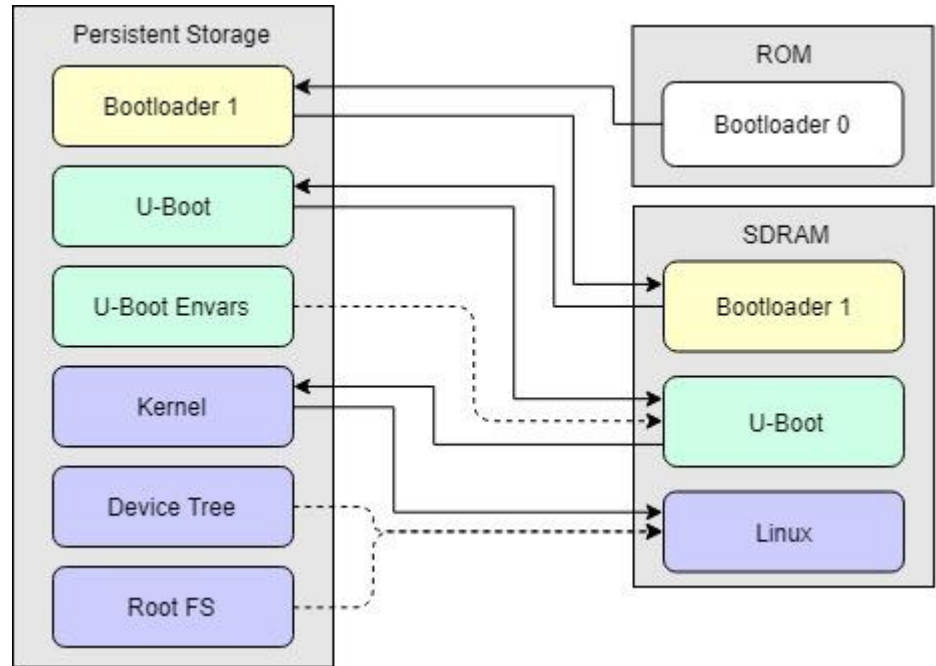 Persistent Storage
Bootloader 1
U-Boot
U-Boot Envars
Kernel
Device Tree
Root FS
ROM
Bootloader 0
SDRAM
Bootloader 1
U-Boot
Linux